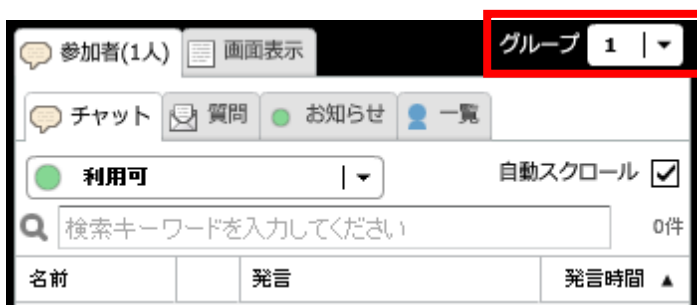 参加者(1人) 画面表示 グループ 1
チャット 質問 お知らせ 一覧
利用可 自動スクロール
検索キーワードを入力してください 0件
名前 発言 発言時間 ▲